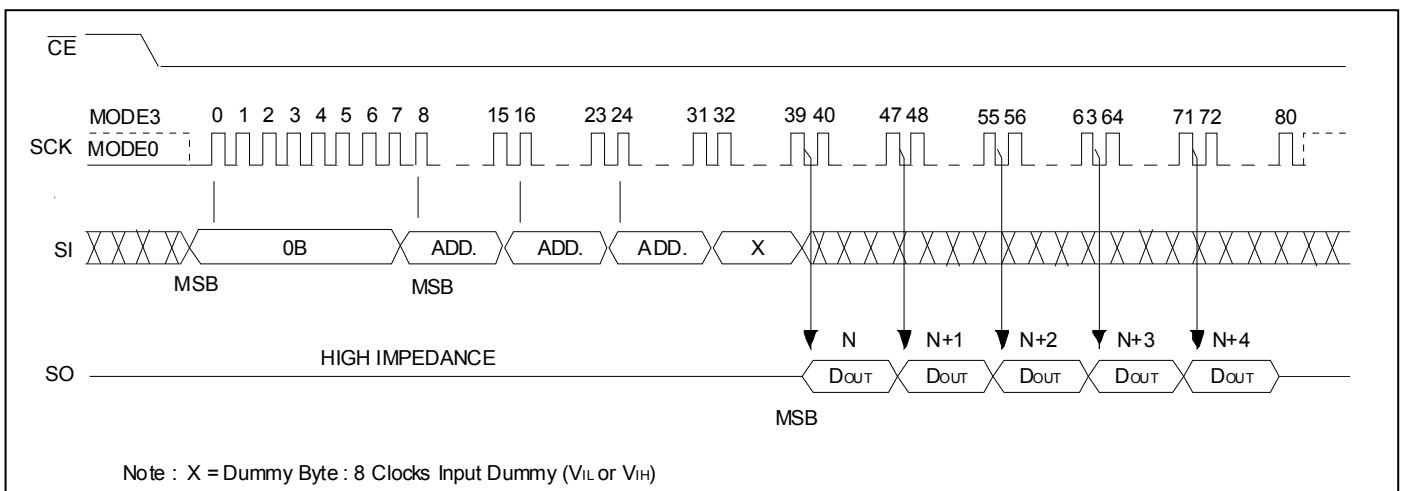 CE
MODE3 0 1 2 3 4 5 6 7 8 15 16 23 24 31 32 39 40 47 48 55 56 63 64 71 72 80
SCK MODE0
SI 0B ADD. ADD. ADD. X
MSB MSB
N N+1 N+2 N+3 N+4
HIGH IMPEDANCE
SO DOUT DOUT DOUT DOUT DOUT
MSB
Note : X = Dummy Byte : 8 Clocks Input Dummy (VIL or VIH)